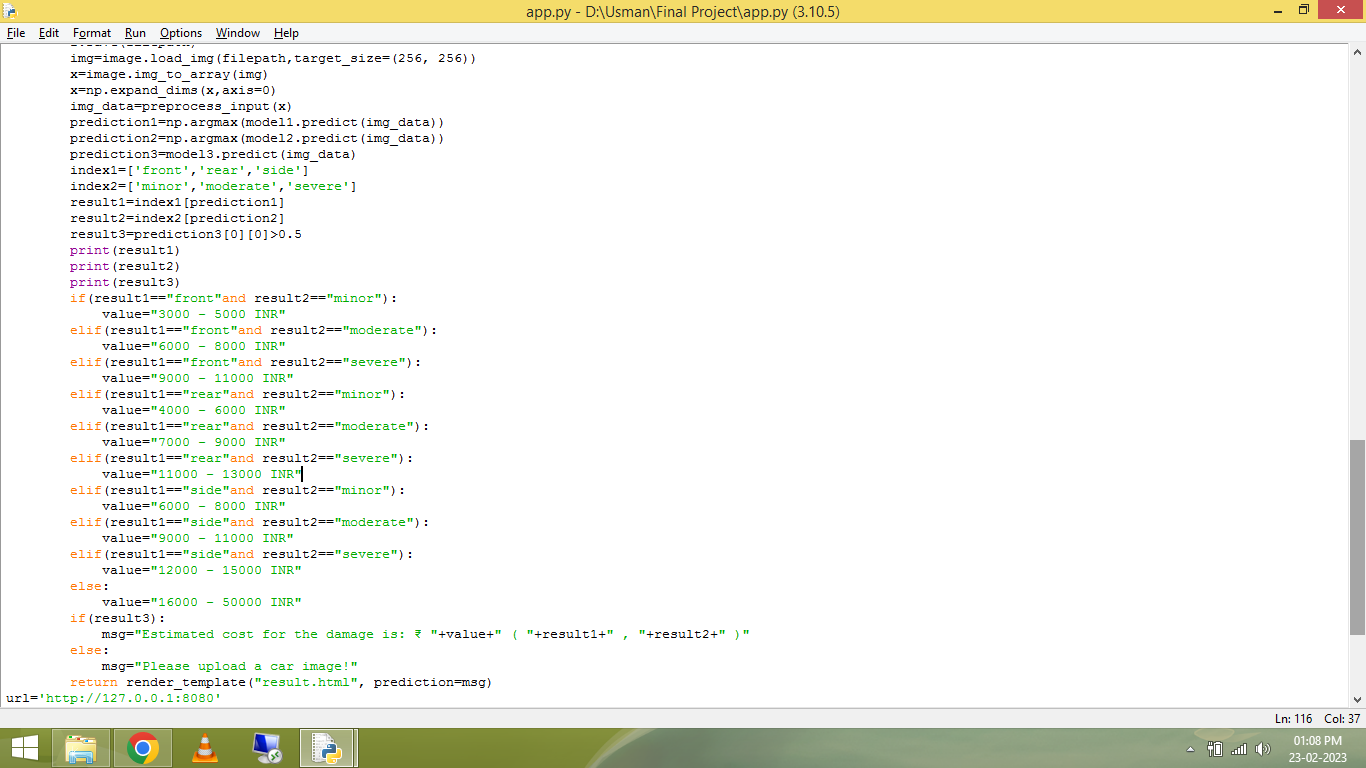 app.py - D:\Usman\Final Project\app.py (3.10.5)
File Edit Format Run Options Window Help
        img=image.load_img(filepath,target_size=(256, 256))
        x=image.img_to_array(img)
        x=np.expand_dims(x,axis=0)
        img_data=preprocess_input(x)
        prediction1=np.argmax(model1.predict(img_data))
        prediction2=np.argmax(model2.predict(img_data))
        prediction3=model3.predict(img_data)
        index1=['front','rear','side']
        index2=['minor','moderate','severe']
        result1=index1[prediction1]
        result2=index2[prediction2]
        result3=prediction3[0][0]>0.5
        print(result1)
        print(result2)
        print(result3)
        if(result1=="front"and result2=="minor"):
            value="3000 - 5000 INR"
        elif(result1=="front"and result2=="moderate"):
            value="6000 - 8000 INR"
        elif(result1=="front"and result2=="severe"):
            value="9000 - 11000 INR"
        elif(result1=="rear"and result2=="minor"):
            value="4000 - 6000 INR"
        elif(result1=="rear"and result2=="moderate"):
            value="7000 - 9000 INR"
        elif(result1=="rear"and result2=="severe"):
            value="11000 - 13000 INR"
        elif(result1=="side"and result2=="minor"):
            value="6000 - 8000 INR"
        elif(result1=="side"and result2=="moderate"):
            value="9000 - 11000 INR"
        elif(result1=="side"and result2=="severe"):
            value="12000 - 15000 INR"
        else:
            value="16000 - 50000 INR"
        if(result3):
            msg="Estimated cost for the damage is: ₹ "+value+" ( "+result1+" , "+result2+" )"
        else:
            msg="Please upload a car image!"
        return render_template("result.html", prediction=msg)
url='http://127.0.0.1:8080'
Ln: 116 Col: 37
01:08 PM
23-02-2023